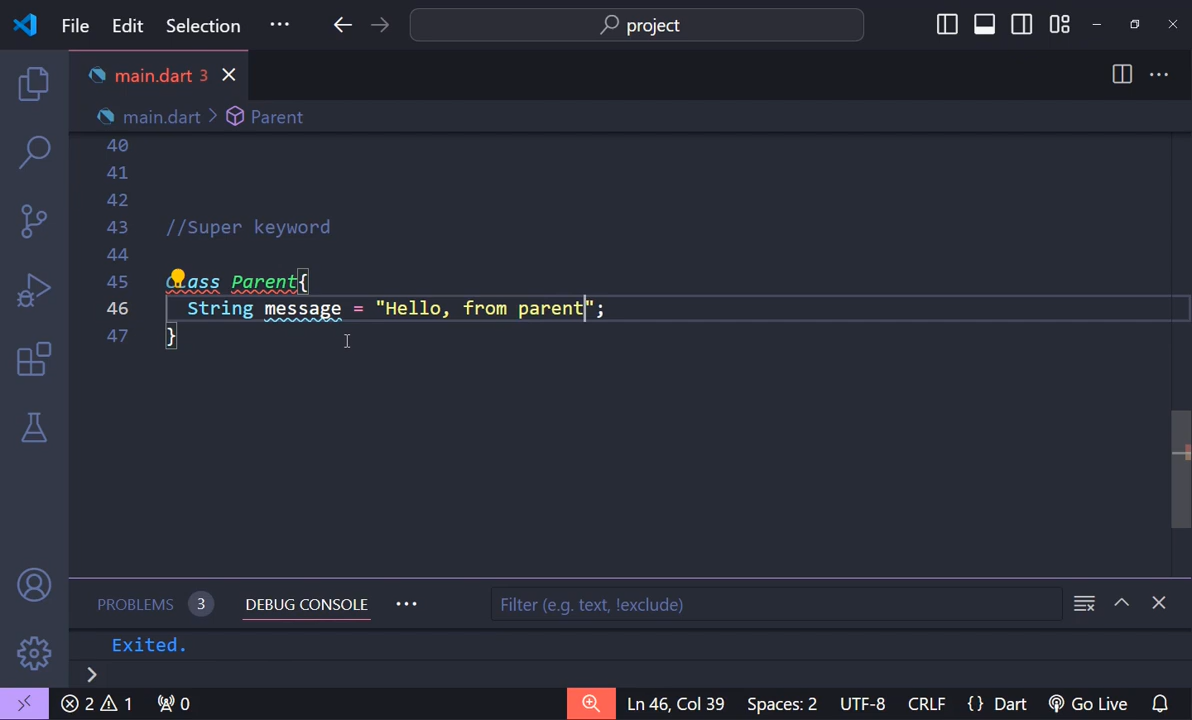 File Edit Selection ··· project
main.dart 3
main.dart > Parent
40
41
42
43 //Super keyword
44
45 Class Parent{
46 String message = "Hello, from parent";
47 }
PROBLEMS 3 DEBUG CONSOLE ··· Filter (e.g. text, !exclude)
Exited.
>
2 1 0 Ln 46, Col 39 Spaces: 2 UTF-8 CRLF {} Dart Go Live